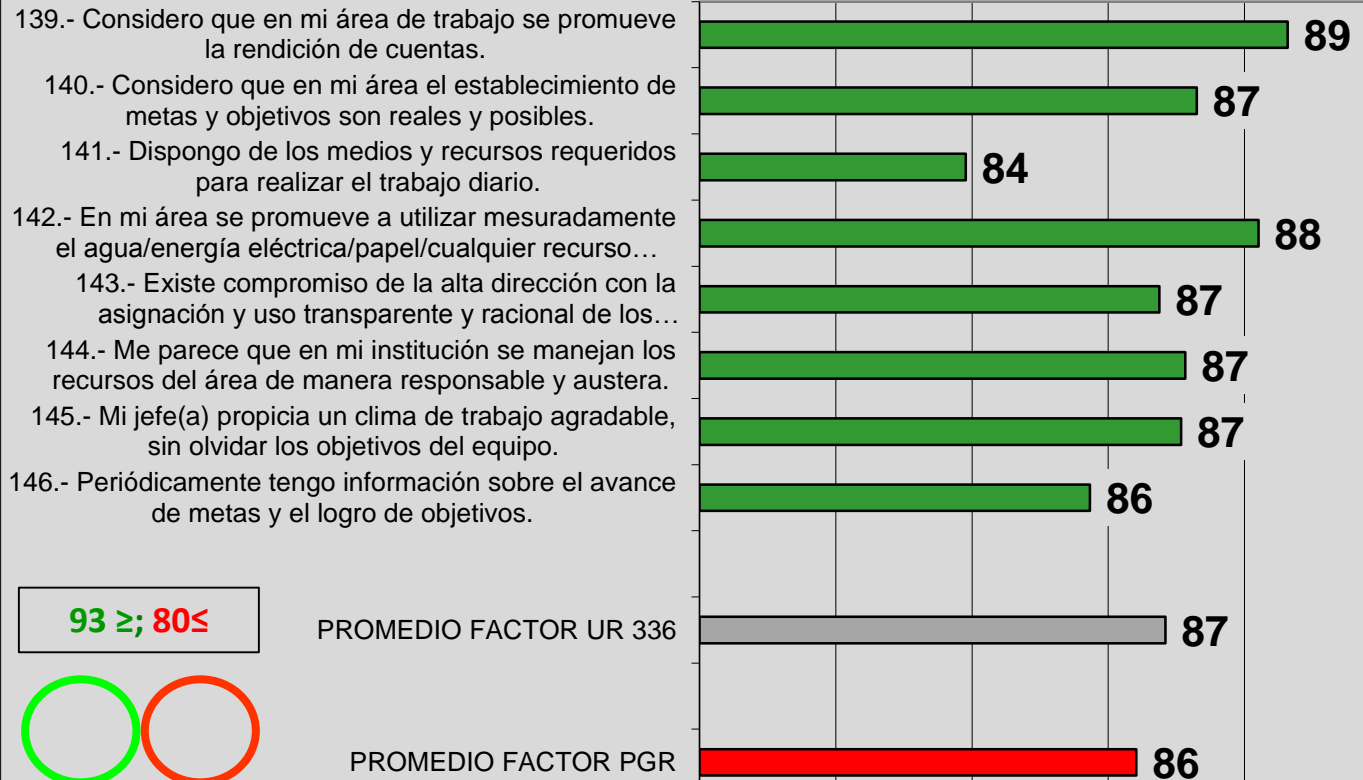 139.- Considero que en mi área de trabajo se promueve
la rendición de cuentas.
89
140.- Considero que en mi área el establecimiento de
metas y objetivos son reales y posibles.
87
141.- Dispongo de los medios y recursos requeridos
para realizar el trabajo diario.
84
142.- En mi área se promueve a utilizar mesuradamente
el agua/energía eléctrica/papel/cualquier recurso…
88
143.- Existe compromiso de la alta dirección con la
asignación y uso transparente y racional de los…
87
144.- Me parece que en mi institución se manejan los
recursos del área de manera responsable y austera.
87
145.- Mi jefe(a) propicia un clima de trabajo agradable,
sin olvidar los objetivos del equipo.
87
146.- Periódicamente tengo información sobre el avance
de metas y el logro de objetivos.
86
93 ≥; 80≤
PROMEDIO FACTOR UR 336
87
PROMEDIO FACTOR PGR
86